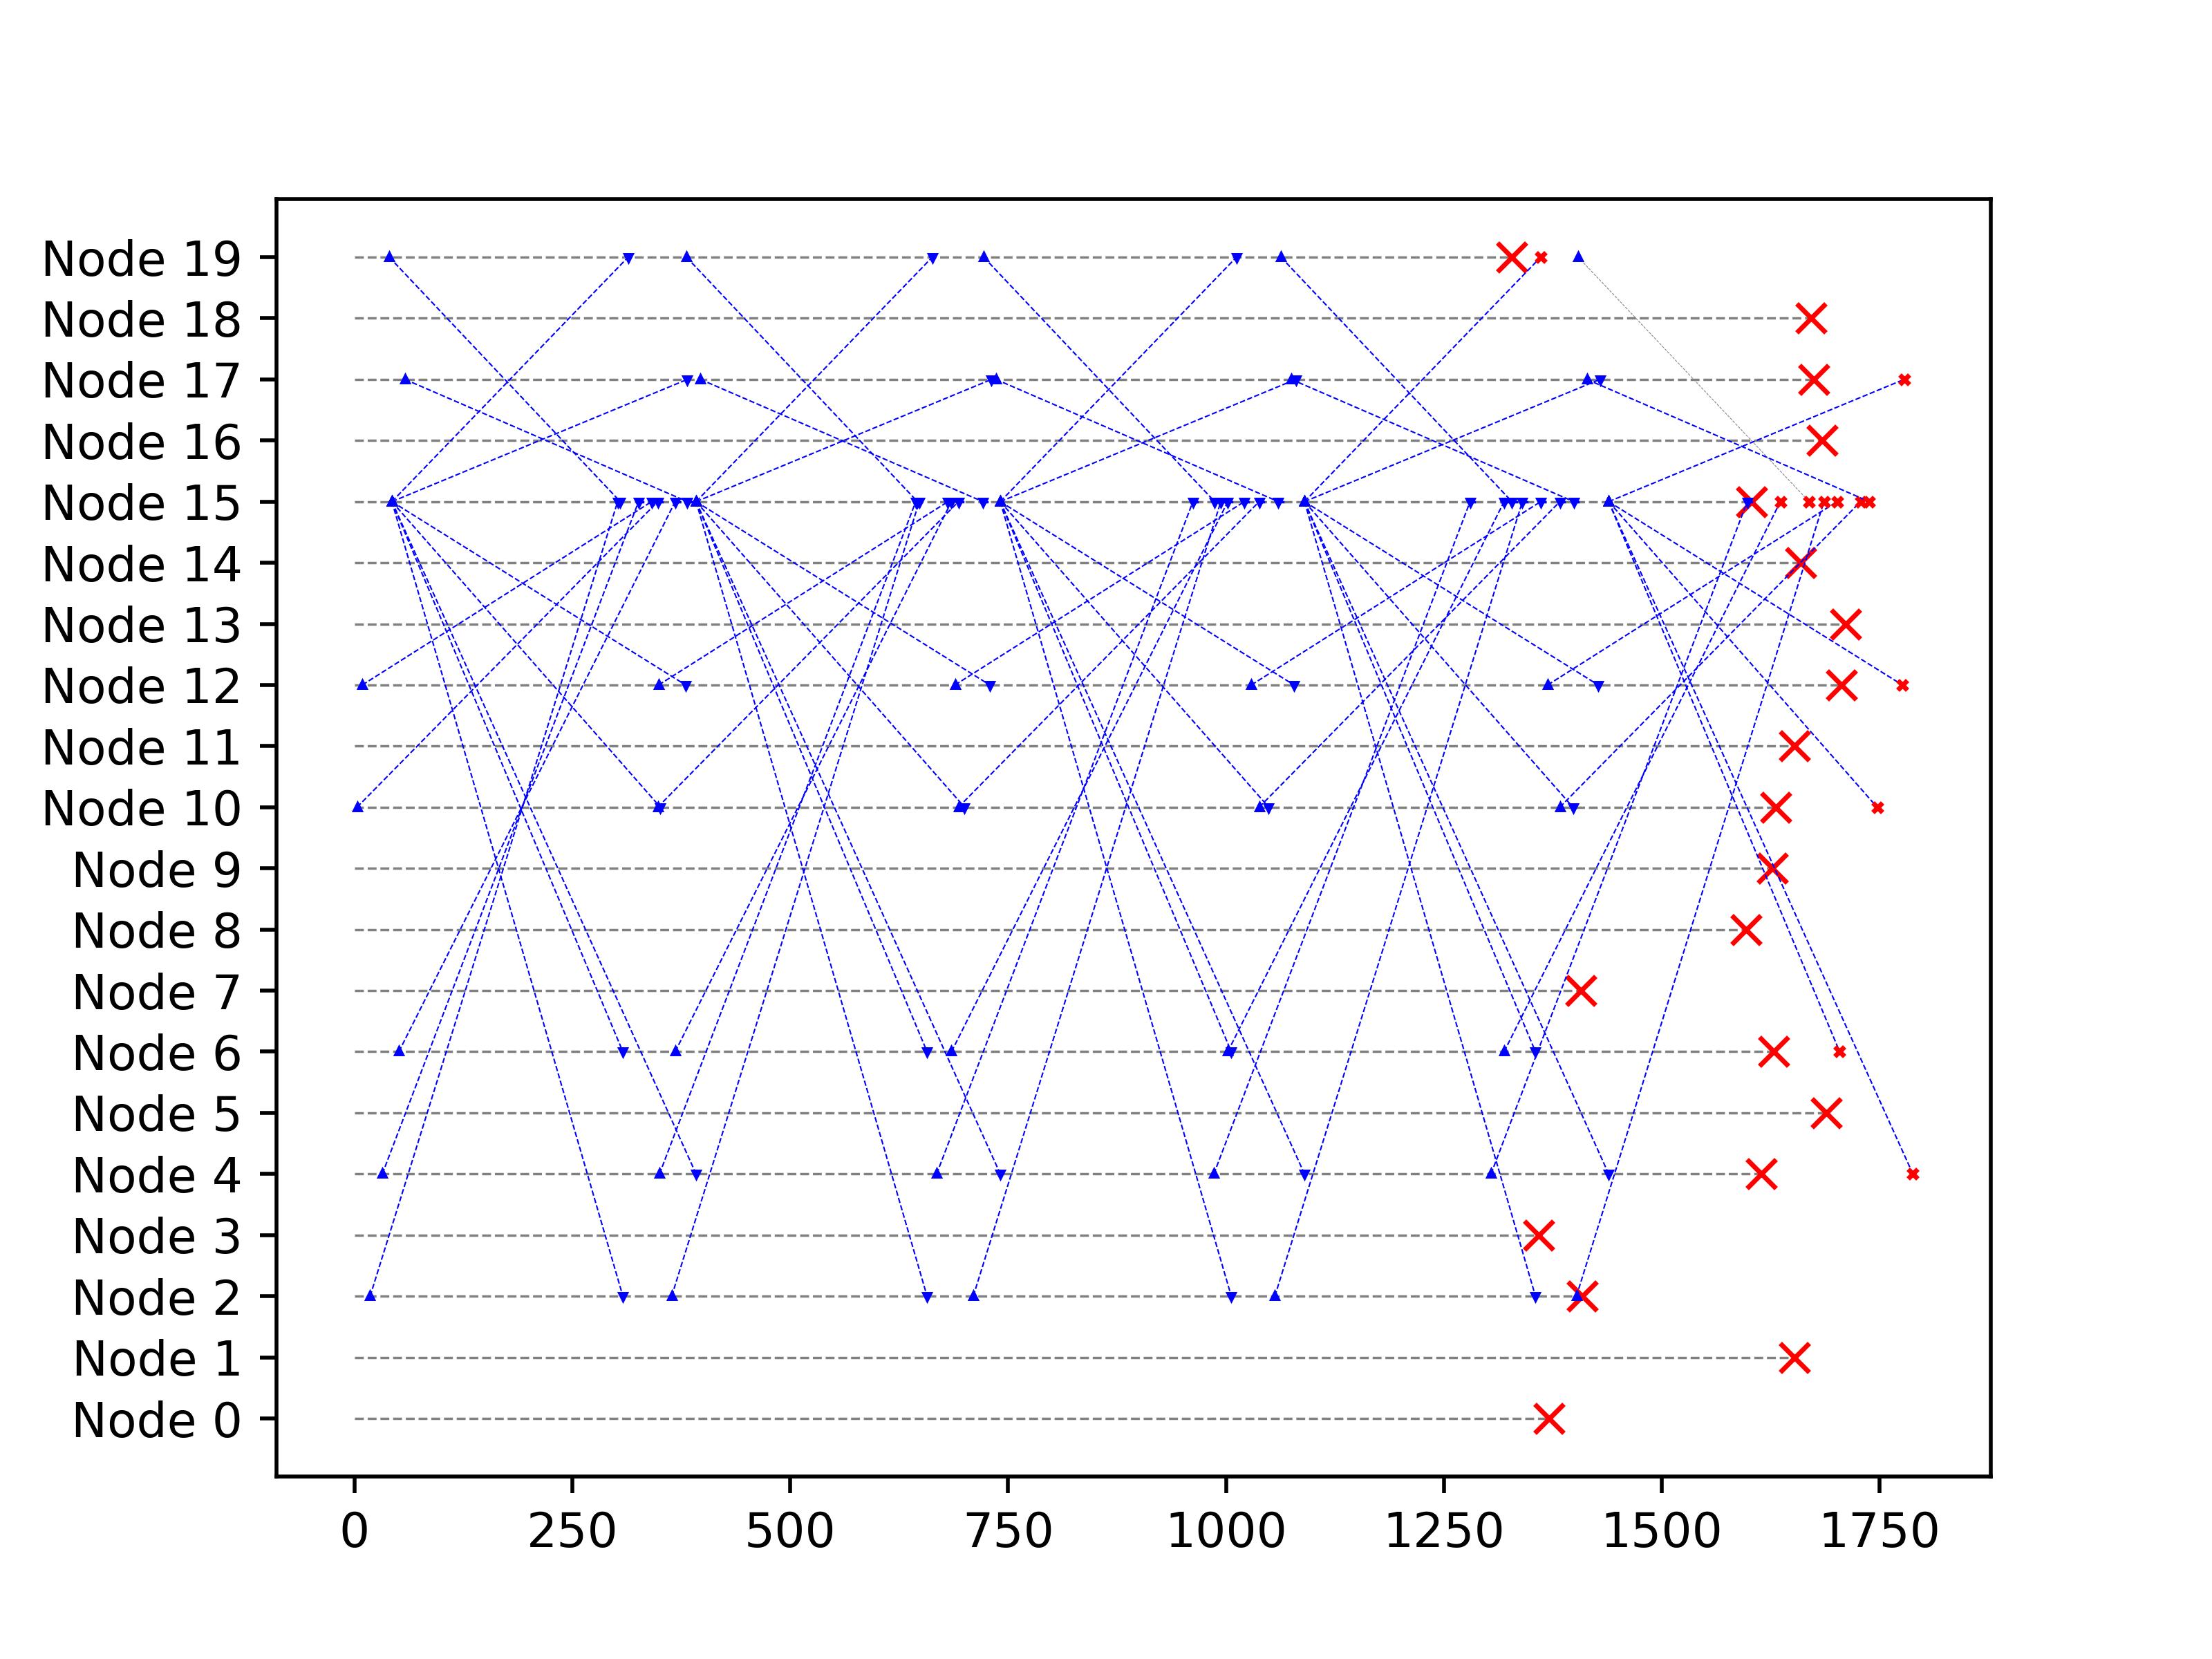 Node 19
Node 18
Node 17
Node 16
Node 15
Node 14
Node 13
Node 12
Node 11
Node 10
Node 9
Node 8
Node 7
Node 6
Node 5
Node 4
Node 3
Node 2
Node 1
Node 0
0 250 500 750 1000 1250 1500 1750